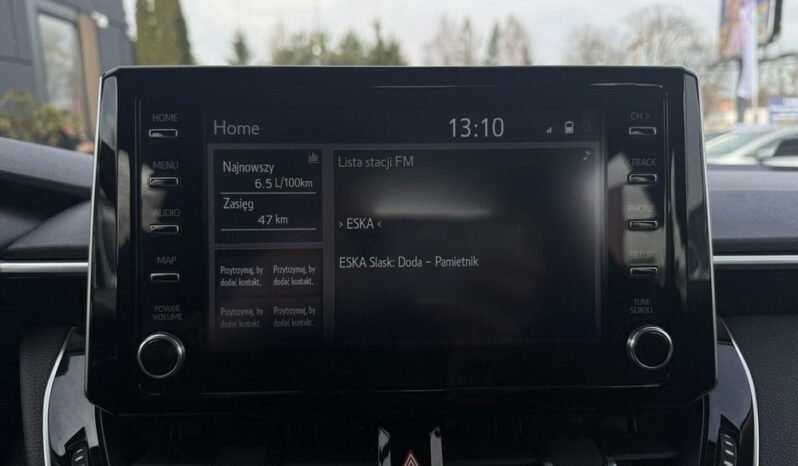 HOME
MENU
AUDIO
MAP
POWER
VOLUME
Home
13:10
Najnowszy
6.5 L/100km
Zasięg
47 km
Przytrzymaj, by
dodać kontakt.
Przytrzymaj, by
dodać kontakt.
Przytrzymaj, by
dodać kontakt.
Przytrzymaj, by
dodać kontakt.
Lista stacji FM
› ESKA ‹
ESKA Slask: Doda - Pamietnik
CH >
TRACK
PHONE
SETUP
TUNE
SCROLL